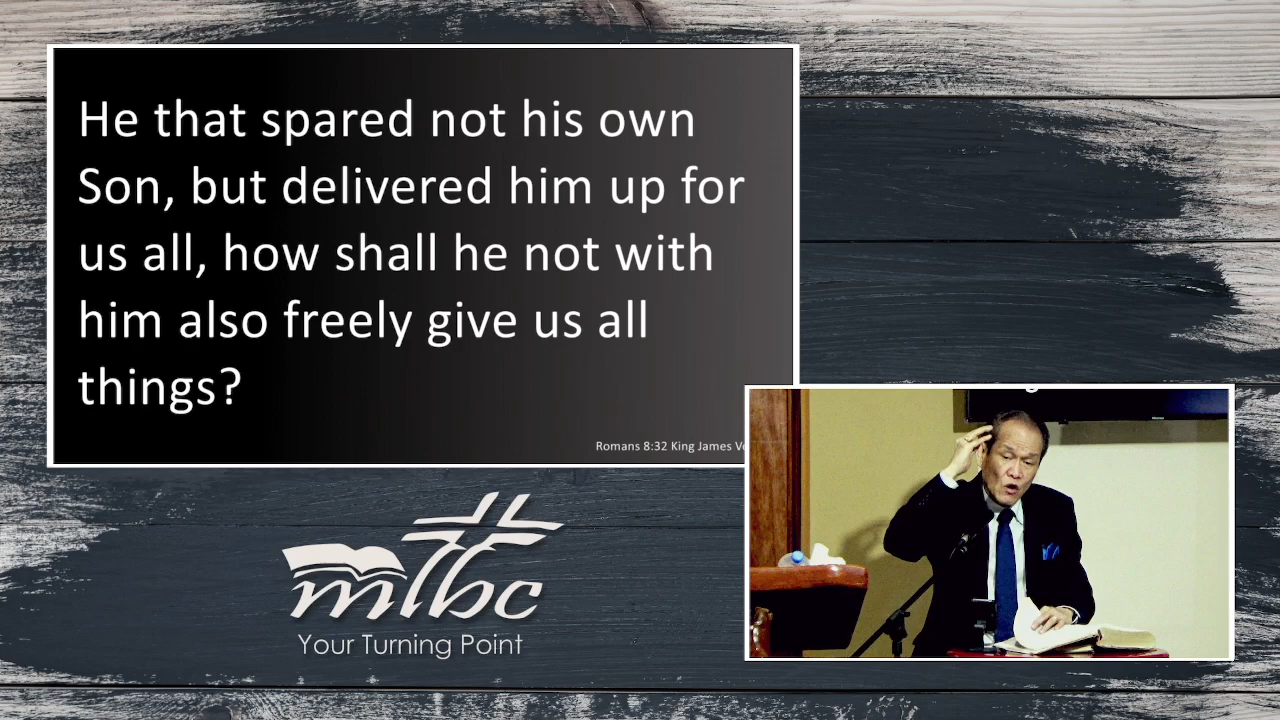 He that spared not his own
Son, but delivered him up for
us all, how shall he not with
him also freely give us all
things?
Romans 8:32 King James
mlbc
Your Turning Point